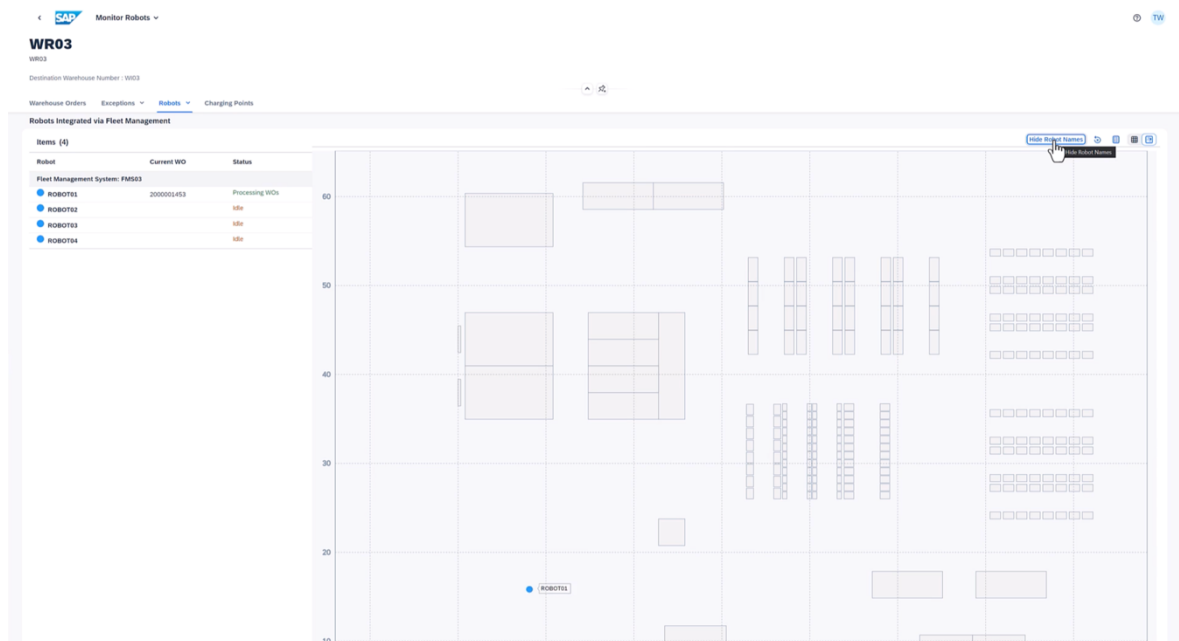 SAP Monitor Robots
TW
WR03
WR03
Destination Warehouse Number : WI03
Warehouse Orders Exceptions Robots Charging Points
Robots Integrated via Fleet Management
Items (4)
Hide Robot Names
Hide Robot Names
Robot Current WO Status
Fleet Management System: FMS03
ROBOT01 2000001453 Processing WOs
ROBOT02 Idle
ROBOT03 Idle
ROBOT04 Idle
60
50
40
30
20
ROBOT01
10